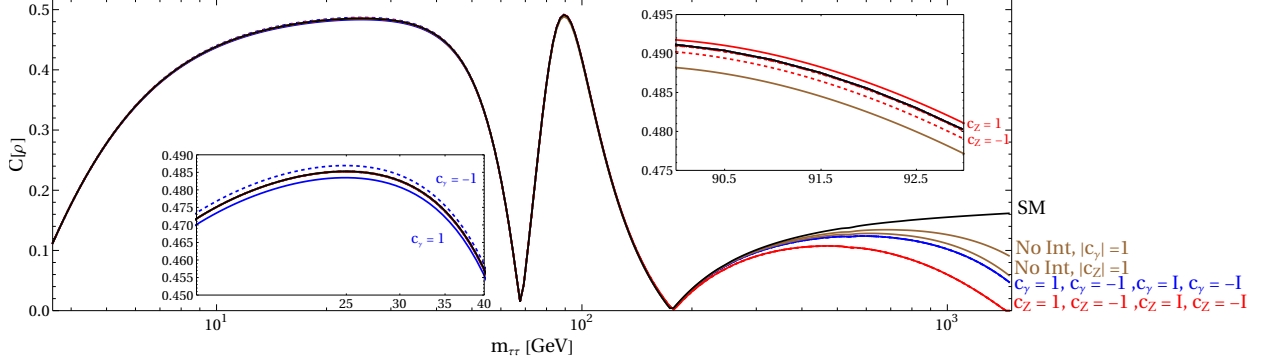 C[ρ]
0.5
0.4
0.3
0.2
0.1
0.0
10¹
10²
10³
m_ττ [GeV]
0.490
0.485
0.480
0.475
0.470
0.465
0.460
0.455
0.450
25
30
35
40
c_γ = −1
c_γ = 1
0.495
0.490
0.485
0.480
0.475
90.5
91.5
92.5
c_Z = 1
c_Z = −1
SM
No Int, |c_γ| = 1
No Int, |c_Z| = 1
c_γ = 1, c_γ = −1 ,c_γ = I, c_γ = −I
c_Z = 1, c_Z = −1 ,c_Z = I, c_Z = −I